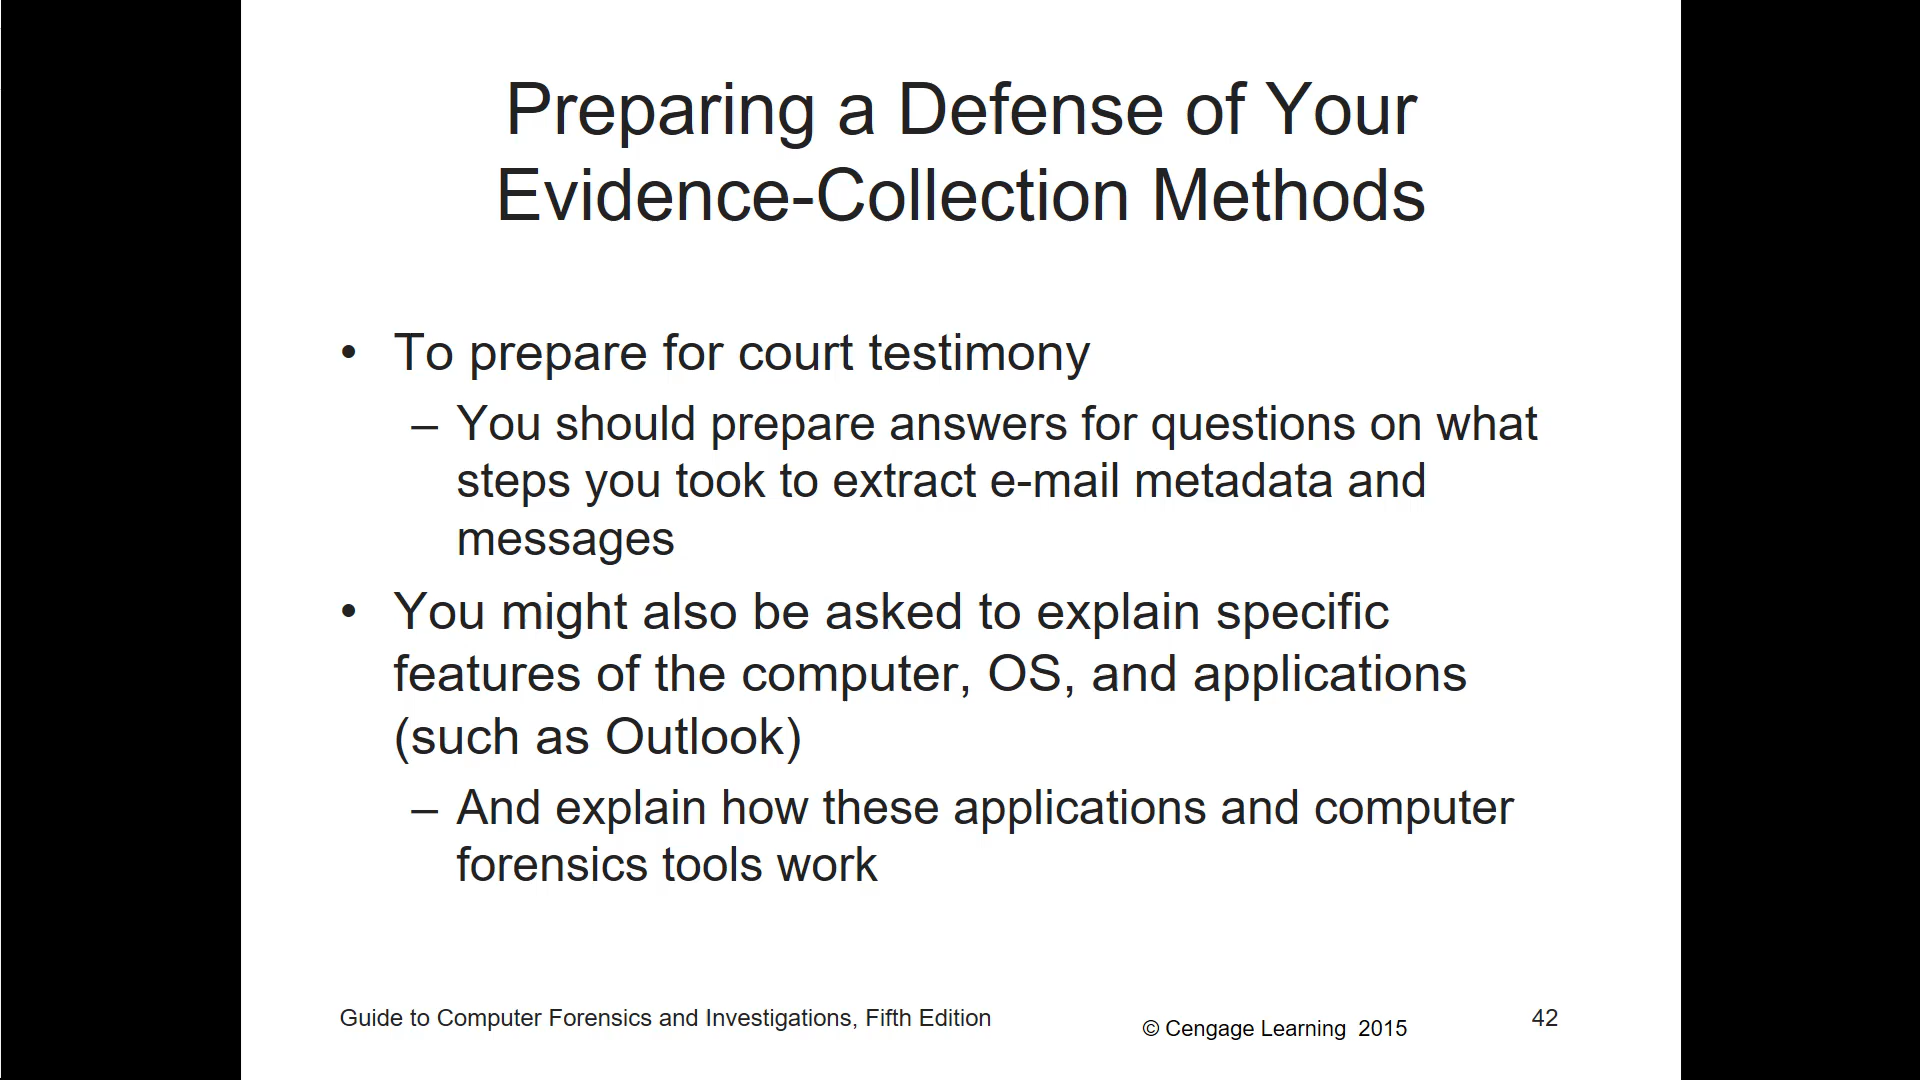 Preparing a Defense of Your
Evidence-Collection Methods
• To prepare for court testimony
– You should prepare answers for questions on what
steps you took to extract e-mail metadata and
messages
• You might also be asked to explain specific
features of the computer, OS, and applications
(such as Outlook)
– And explain how these applications and computer
forensics tools work
Guide to Computer Forensics and Investigations, Fifth Edition
© Cengage Learning 2015
42